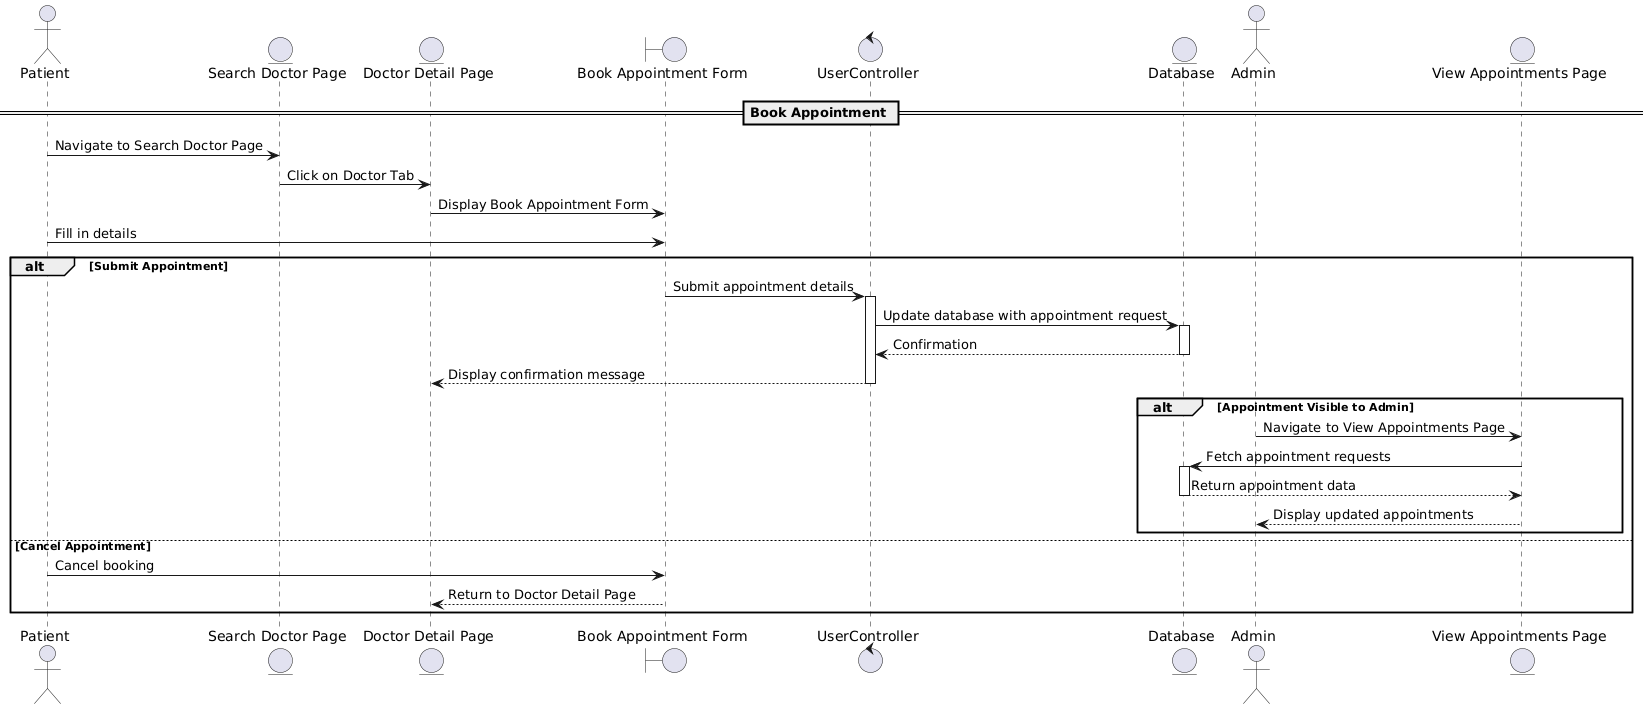 Patient
Search Doctor Page
Doctor Detail Page
Book Appointment Form
UserController
Database
Admin
View Appointments Page
Book Appointment
Navigate to Search Doctor Page
Click on Doctor Tab
Display Book Appointment Form
Fill in details
alt
[Submit Appointment]
Submit appointment details
Update database with appointment request
Confirmation
Display confirmation message
alt
[Appointment Visible to Admin]
Navigate to View Appointments Page
Fetch appointment requests
Return appointment data
Display updated appointments
[Cancel Appointment]
Cancel booking
Return to Doctor Detail Page
Patient
Search Doctor Page
Doctor Detail Page
Book Appointment Form
UserController
Database
Admin
View Appointments Page